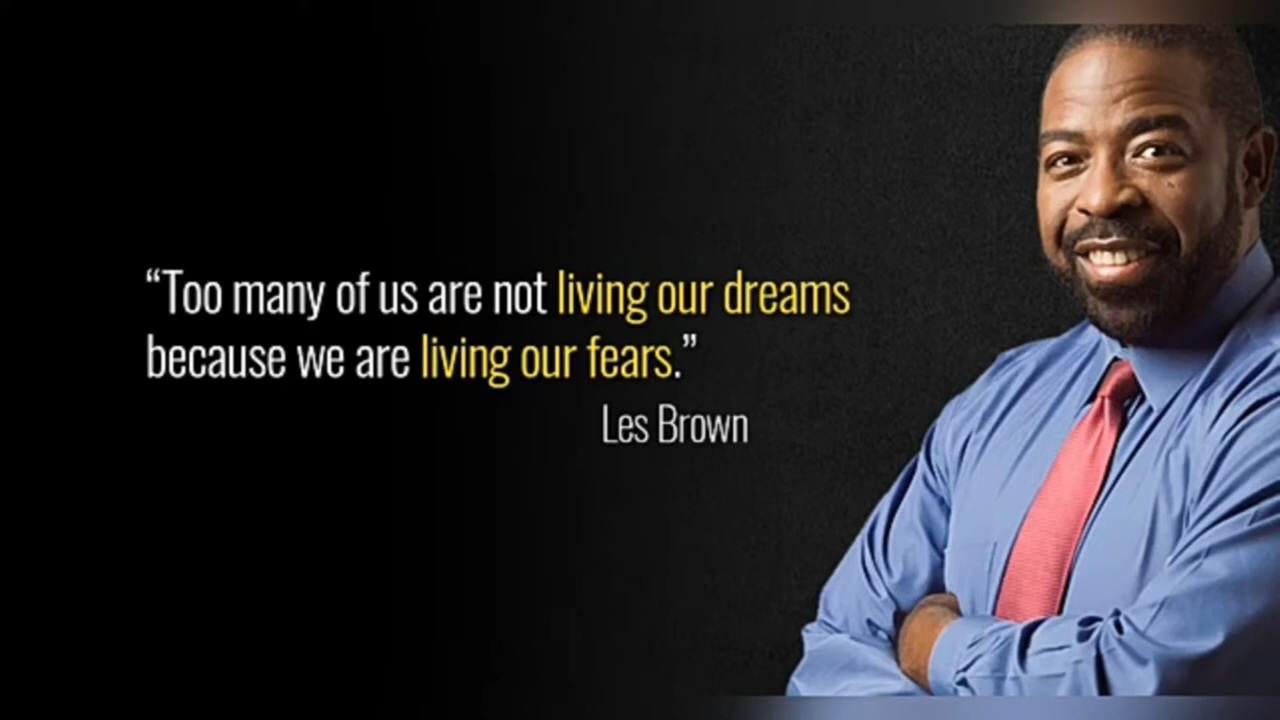 “Too many of us are not living our dreams
because we are living our fears.”
Les Brown